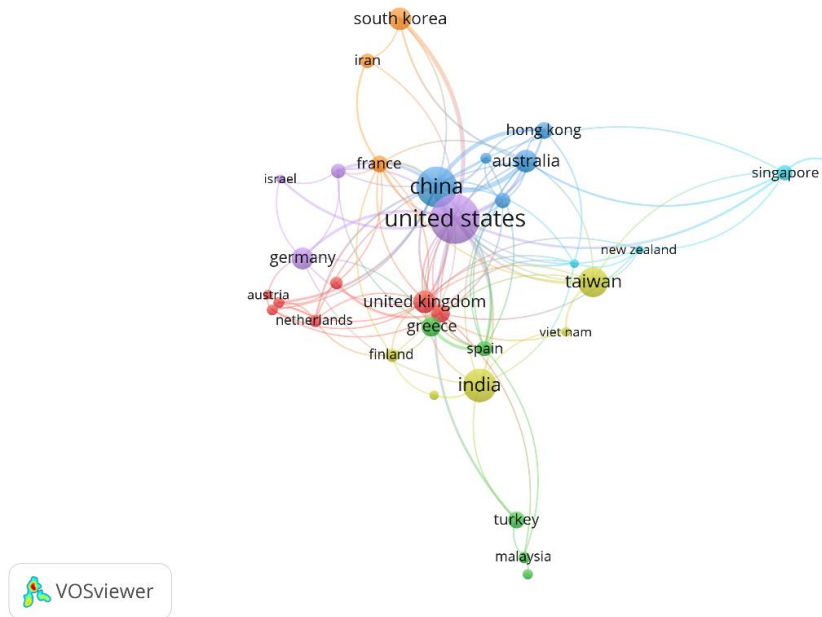 south korea
iran
hong kong
france
australia
singapore
israel
china
united states
new zealand
germany
taiwan
austria
united kingdom
netherlands
greece
viet nam
spain
finland
india
turkey
malaysia
VOSviewer